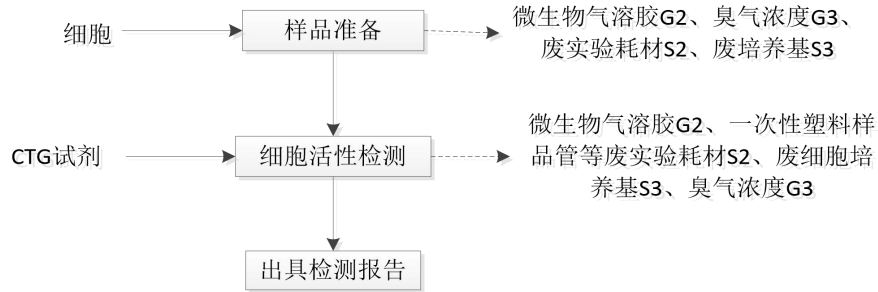 细胞
样品准备
微生物气溶胶G2、臭气浓度G3、
废实验耗材S2、废培养基S3
CTG试剂
细胞活性检测
微生物气溶胶G2、一次性塑料样
品管等废实验耗材S2、废细胞培
养基S3、臭气浓度G3
出具检测报告